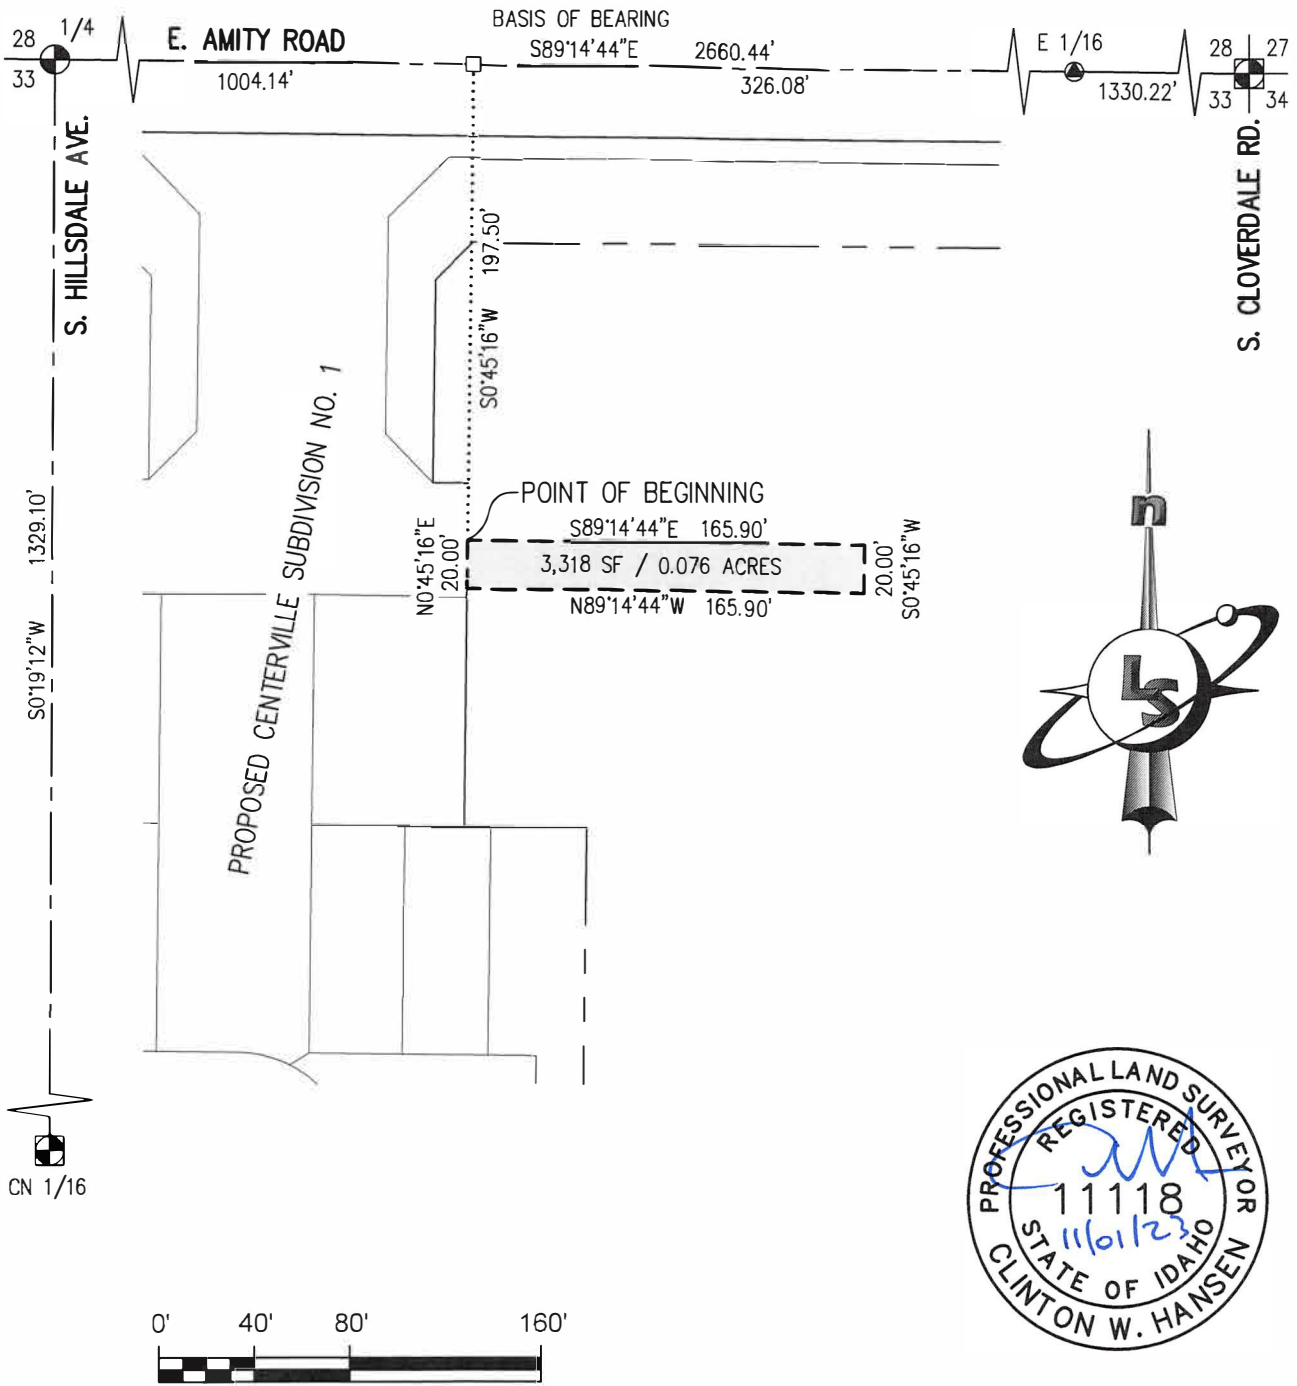 BASIS OF BEARING
28 1/4
33
E. AMITY ROAD
S89°14'44"E 2660.44'
1004.14'
326.08'
E 1/16
1330.22'
28 27
33 34
S. HILLSDALE AVE.
S. CLOVERDALE RD.
S0°45'16"W 197.50'
PROPOSED CENTERVILLE SUBDIVISION NO. 1
n
POINT OF BEGINNING
S89°14'44"E 165.90'
N0°45'16"E
20.00'
3,318 SF / 0.076 ACRES
20.00'
S0°45'16"W
N89°14'44"W 165.90'
S0°19'12"W 1329.10'
LS
CN 1/16
PROFESSIONAL LAND SURVEYOR
REGISTERED
11118
11/01/23
STATE OF IDAHO
CLINTON W. HANSEN
0' 40' 80' 160'